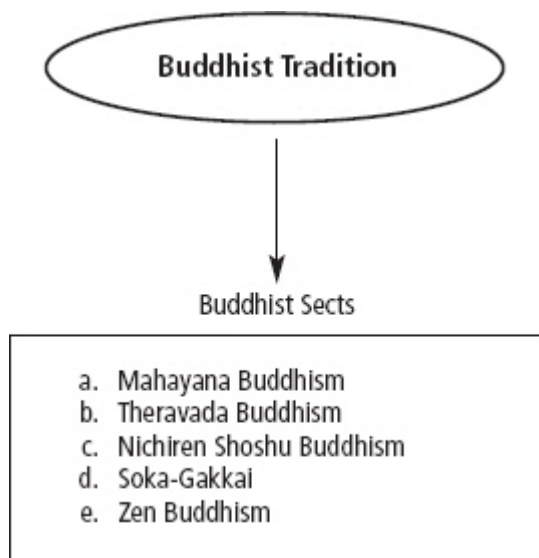 Buddhist Tradition
Buddhist Sects
a. Mahayana Buddhism
b. Theravada Buddhism
c. Nichiren Shoshu Buddhism
d. Soka-Gakkai
e. Zen Buddhism